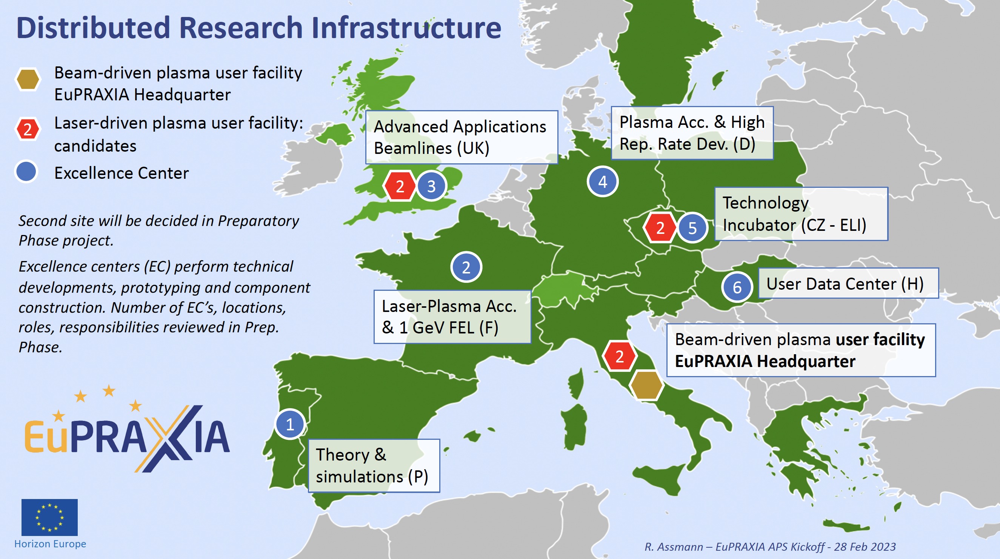 Distributed Research Infrastructure
Beam-driven plasma user facility
EuPRAXIA Headquarter
2
Laser-driven plasma user facility:
candidates
Excellence Center
Second site will be decided in Preparatory
Phase project.
Excellence centers (EC) perform technical
developments, prototyping and component
construction. Number of EC’s, locations,
roles, responsibilities reviewed in Prep.
Phase.
Advanced Applications
Beamlines (UK)
2
3
Plasma Acc. & High
Rep. Rate Dev. (D)
4
Technology
Incubator (CZ - ELI)
2
5
2
Laser-Plasma Acc.
& 1 GeV FEL (F)
6
User Data Center (H)
Beam-driven plasma user facility
EuPRAXIA Headquarter
2
1
Theory &
simulations (P)
EuPRAXIA
Horizon Europe
R. Assmann – EuPRAXIA APS Kickoff - 28 Feb 2023